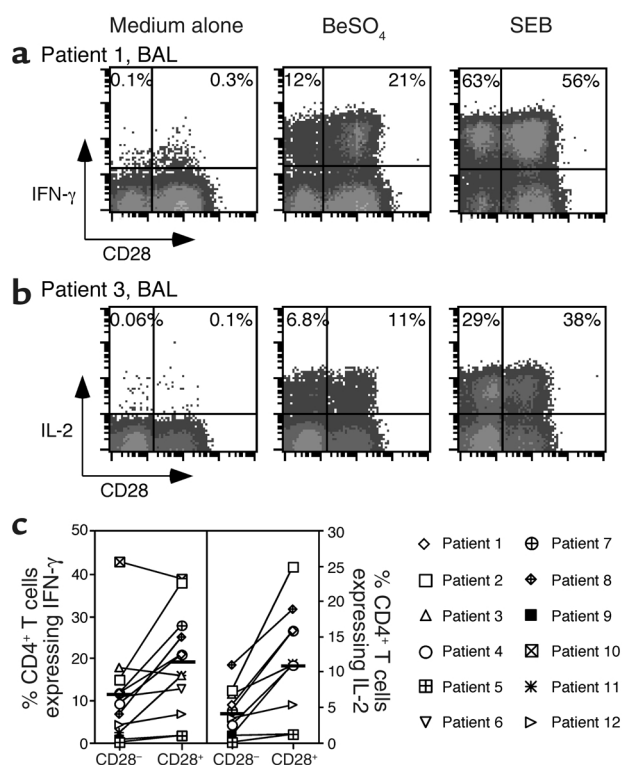 Medium alone BeSO4 SEB
a Patient 1, BAL
0.1% 0.3% 12% 21% 63% 56%
IFN-γ
CD28
b Patient 3, BAL
0.06% 0.1% 6.8% 11% 29% 38%
IL-2
CD28
c
% CD4+ T cells
expressing IFN-γ
50
40
30
20
10
0
CD28− CD28+ CD28− CD28+
30
25
20
15
10
5
0
% CD4+ T cells
expressing IL-2
Patient 1 Patient 7
Patient 2 Patient 8
Patient 3 Patient 9
Patient 4 Patient 10
Patient 5 Patient 11
Patient 6 Patient 12